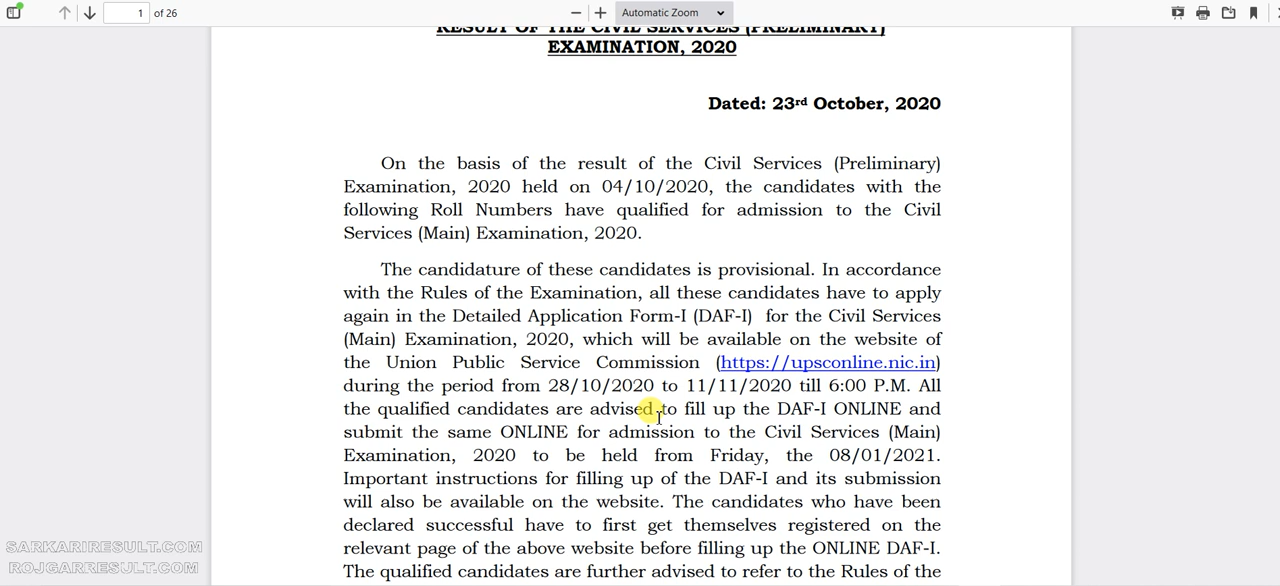 1 of 26 Automatic Zoom
RESULT OF THE CIVIL SERVICES (PRELIMINARY)
EXAMINATION, 2020
Dated: 23rd October, 2020
On the basis of the result of the Civil Services (Preliminary)
Examination, 2020 held on 04/10/2020, the candidates with the
following Roll Numbers have qualified for admission to the Civil
Services (Main) Examination, 2020.
The candidature of these candidates is provisional. In accordance
with the Rules of the Examination, all these candidates have to apply
again in the Detailed Application Form-I (DAF-I) for the Civil Services
(Main) Examination, 2020, which will be available on the website of
the Union Public Service Commission (https://upsconline.nic.in)
during the period from 28/10/2020 to 11/11/2020 till 6:00 P.M. All
the qualified candidates are advised to fill up the DAF-I ONLINE and
submit the same ONLINE for admission to the Civil Services (Main)
Examination, 2020 to be held from Friday, the 08/01/2021.
Important instructions for filling up of the DAF-I and its submission
will also be available on the website. The candidates who have been
declared successful have to first get themselves registered on the
relevant page of the above website before filling up the ONLINE DAF-I.
The qualified candidates are further advised to refer to the Rules of the
SARKARIRESULT.COM
ROJGARRESULT.COM